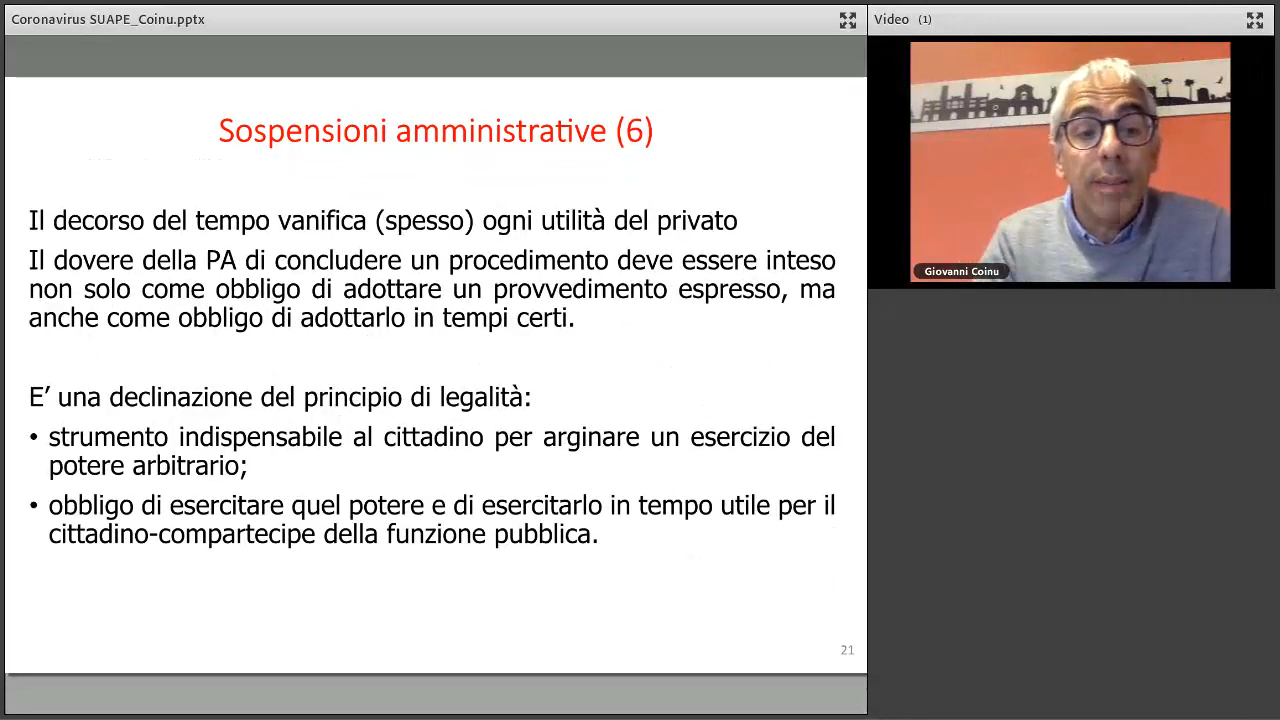 Coronavirus SUAPE_Coinu.pptx
Video (1)
Sospensioni amministrative (6)
Il decorso del tempo vanifica (spesso) ogni utilità del privato
Il dovere della PA di concludere un procedimento deve essere inteso
non solo come obbligo di adottare un provvedimento espresso, ma
anche come obbligo di adottarlo in tempi certi.
E’ una declinazione del principio di legalità:
• strumento indispensabile al cittadino per arginare un esercizio del
potere arbitrario;
• obbligo di esercitare quel potere e di esercitarlo in tempo utile per il
cittadino-compartecipe della funzione pubblica.
21
Giovanni Coinu